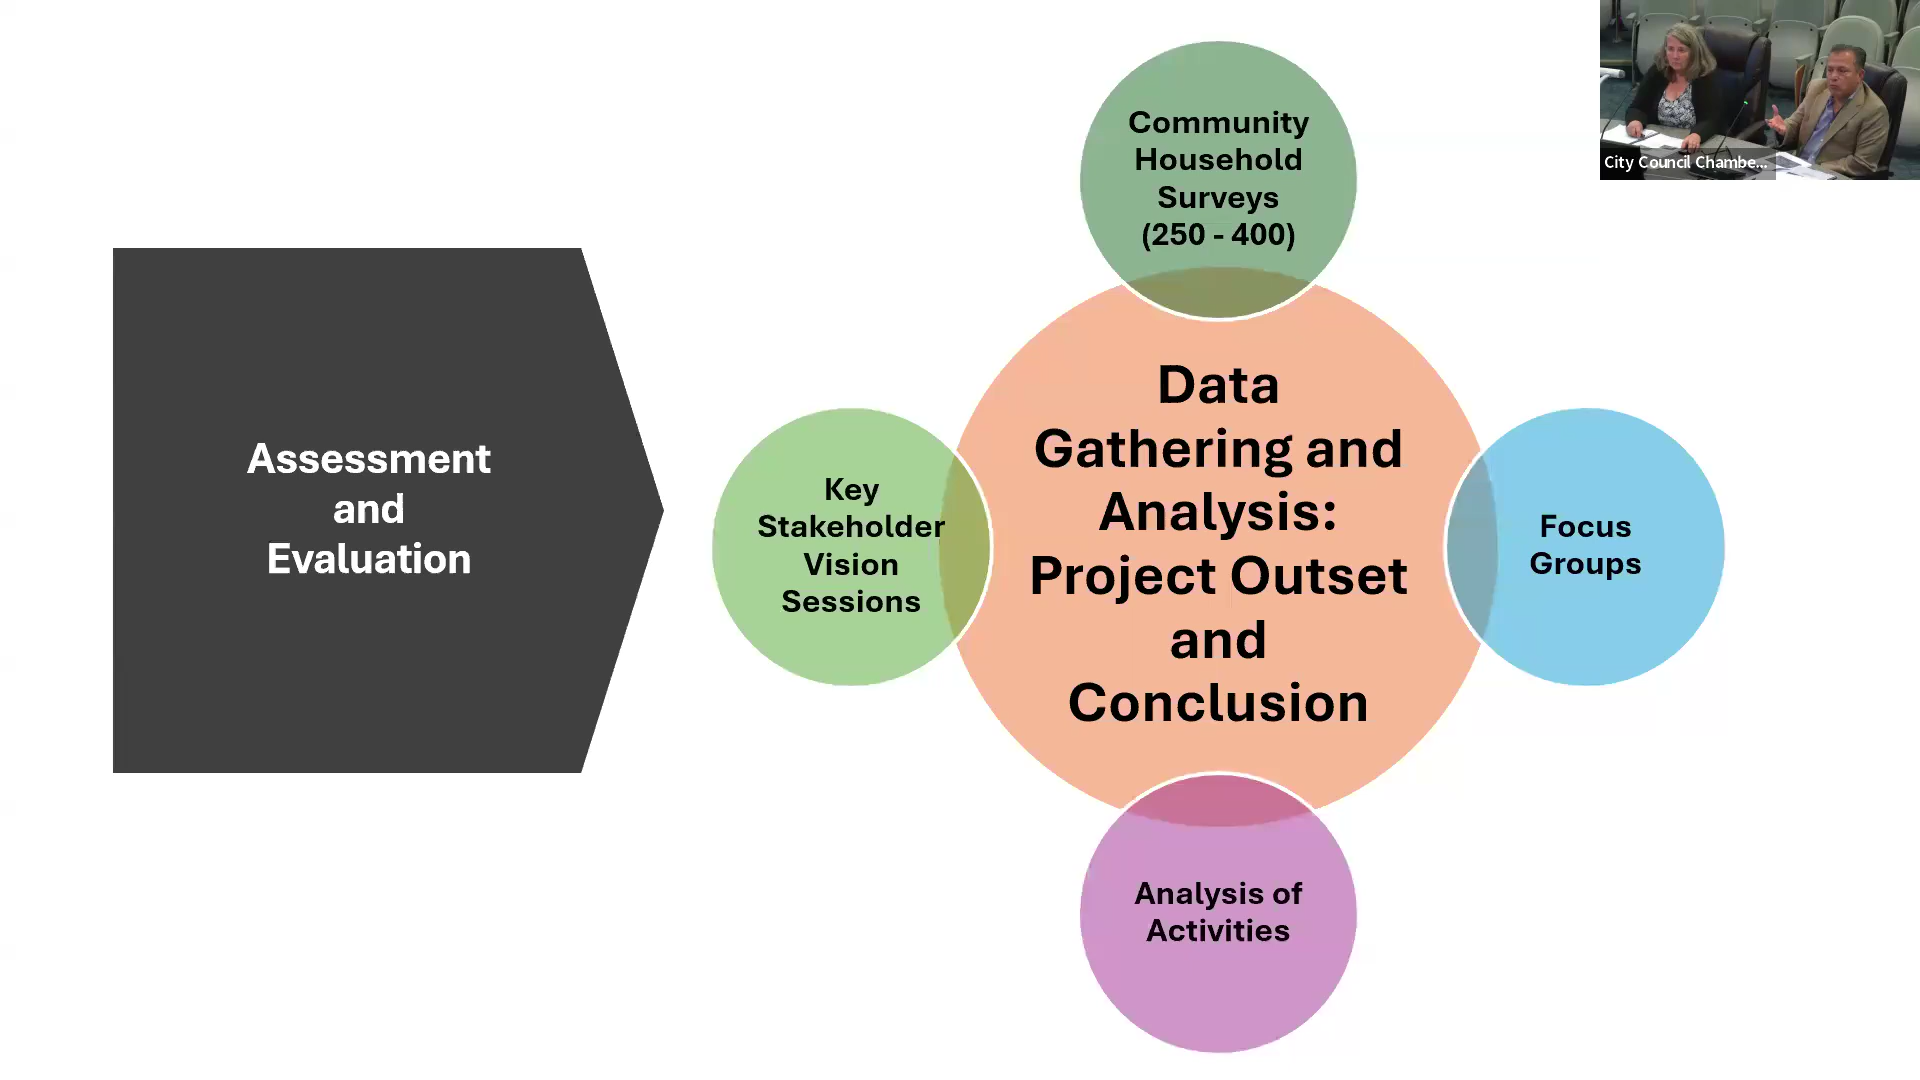 Assessment
and
Evaluation
Community
Household
Surveys
(250 - 400)
Key
Stakeholder
Vision
Sessions
Data
Gathering and
Analysis:
Project Outset
and
Conclusion
Focus
Groups
Analysis of
Activities
City Council Chambe...